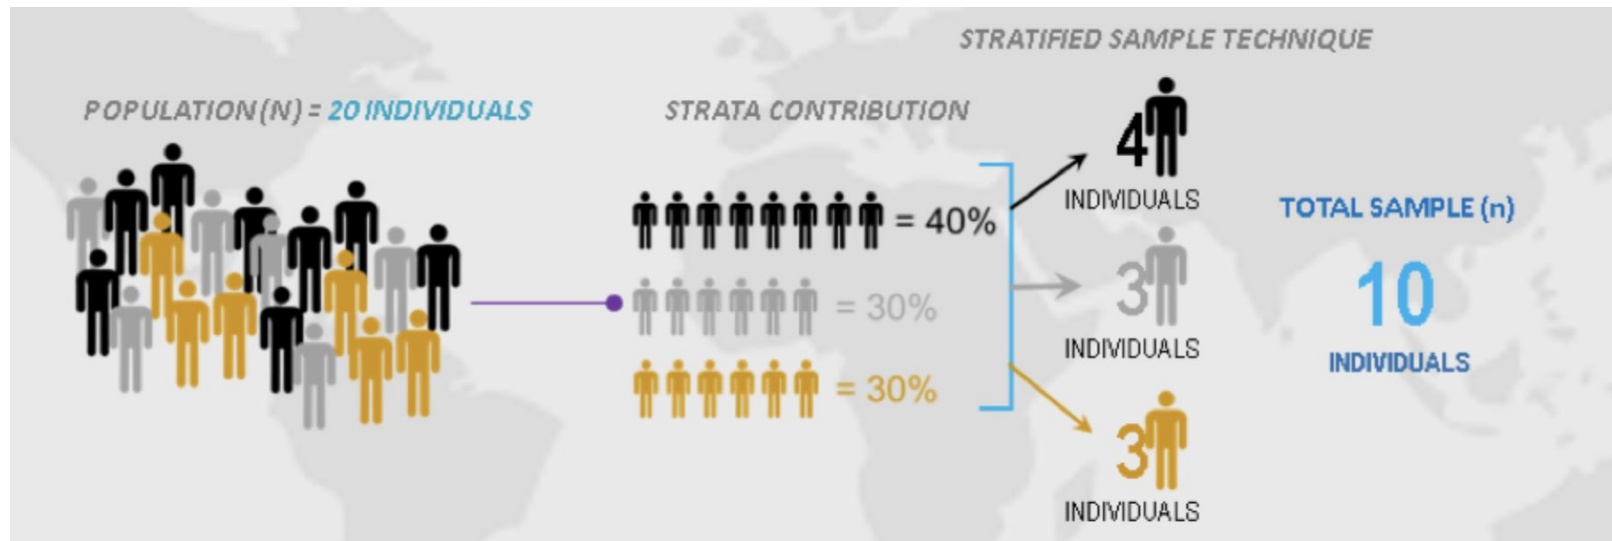 STRATIFIED SAMPLE TECHNIQUE
POPULATION (N) = 20 INDIVIDUALS
STRATA CONTRIBUTION
= 40%
= 30%
= 30%
4
INDIVIDUALS
3
INDIVIDUALS
3
INDIVIDUALS
TOTAL SAMPLE (n)
10
INDIVIDUALS